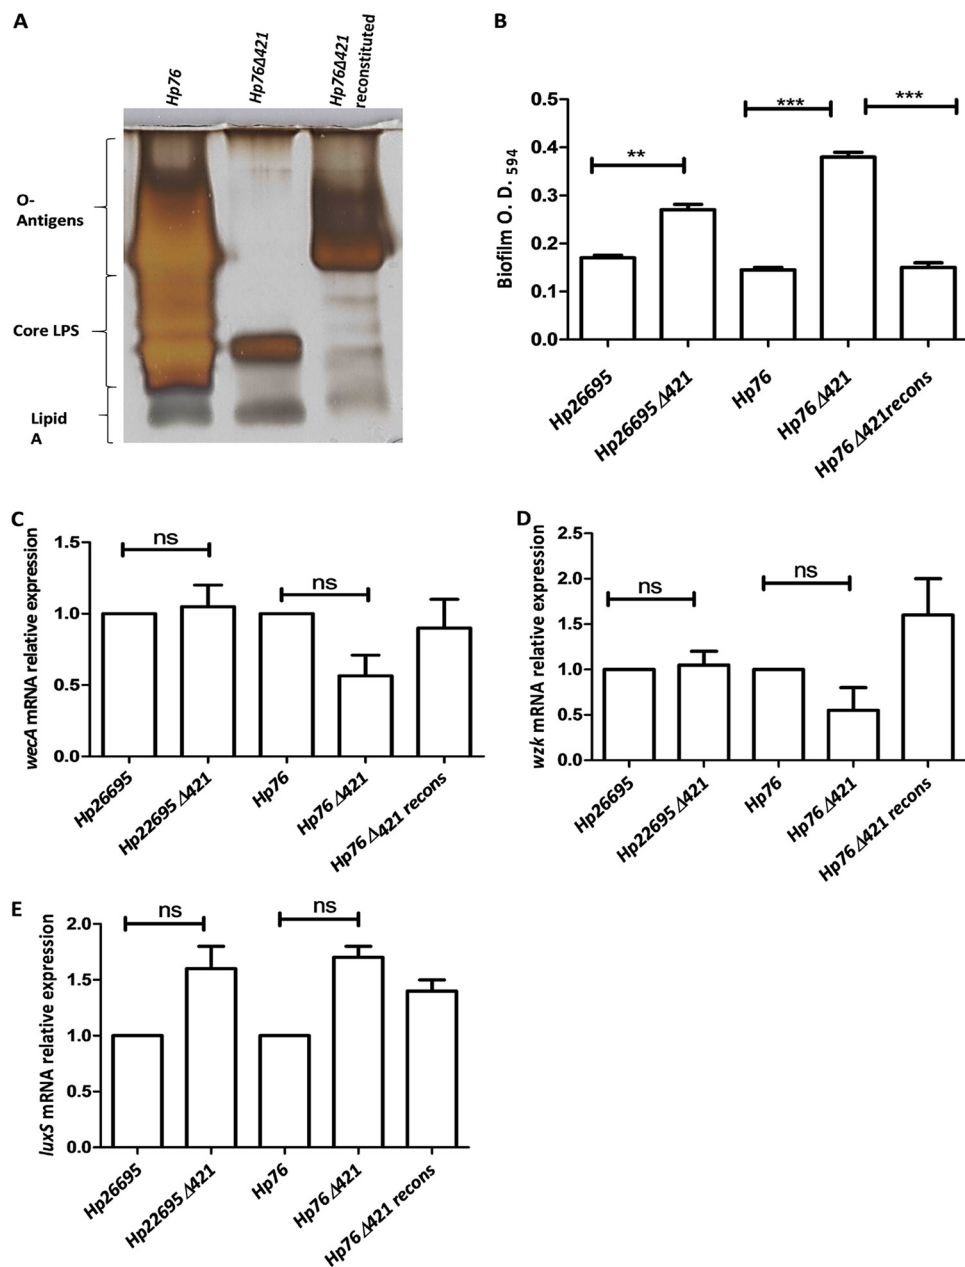 A
Hp76
Hp76Δ421
Hp76Δ421
reconstituted
O-
Antigens
Core LPS
Lipid
A
B
Biofilm O. D. 594
0.5
0.4
0.3
0.2
0.1
0.0
**
***
***
Hp26695
Hp26695 Δ421
Hp76
Hp76 Δ421
Hp76 Δ421recons
C
wecA mRNA relative expression
1.5
1.0
0.5
0.0
ns
ns
Hp26695
Hp22695 Δ421
Hp76
Hp76 Δ421
Hp76 Δ421 recons
D
wzk mRNA relative expression
2.5
2.0
1.5
1.0
0.5
0.0
ns
ns
Hp26695
Hp22695 Δ421
Hp76
Hp76 Δ421
Hp76 Δ421 recons
E
luxS mRNA relative expression
2.0
1.5
1.0
0.5
0.0
ns
ns
Hp26695
Hp22695 Δ421
Hp76
Hp76 Δ421
Hp76 Δ421 recons